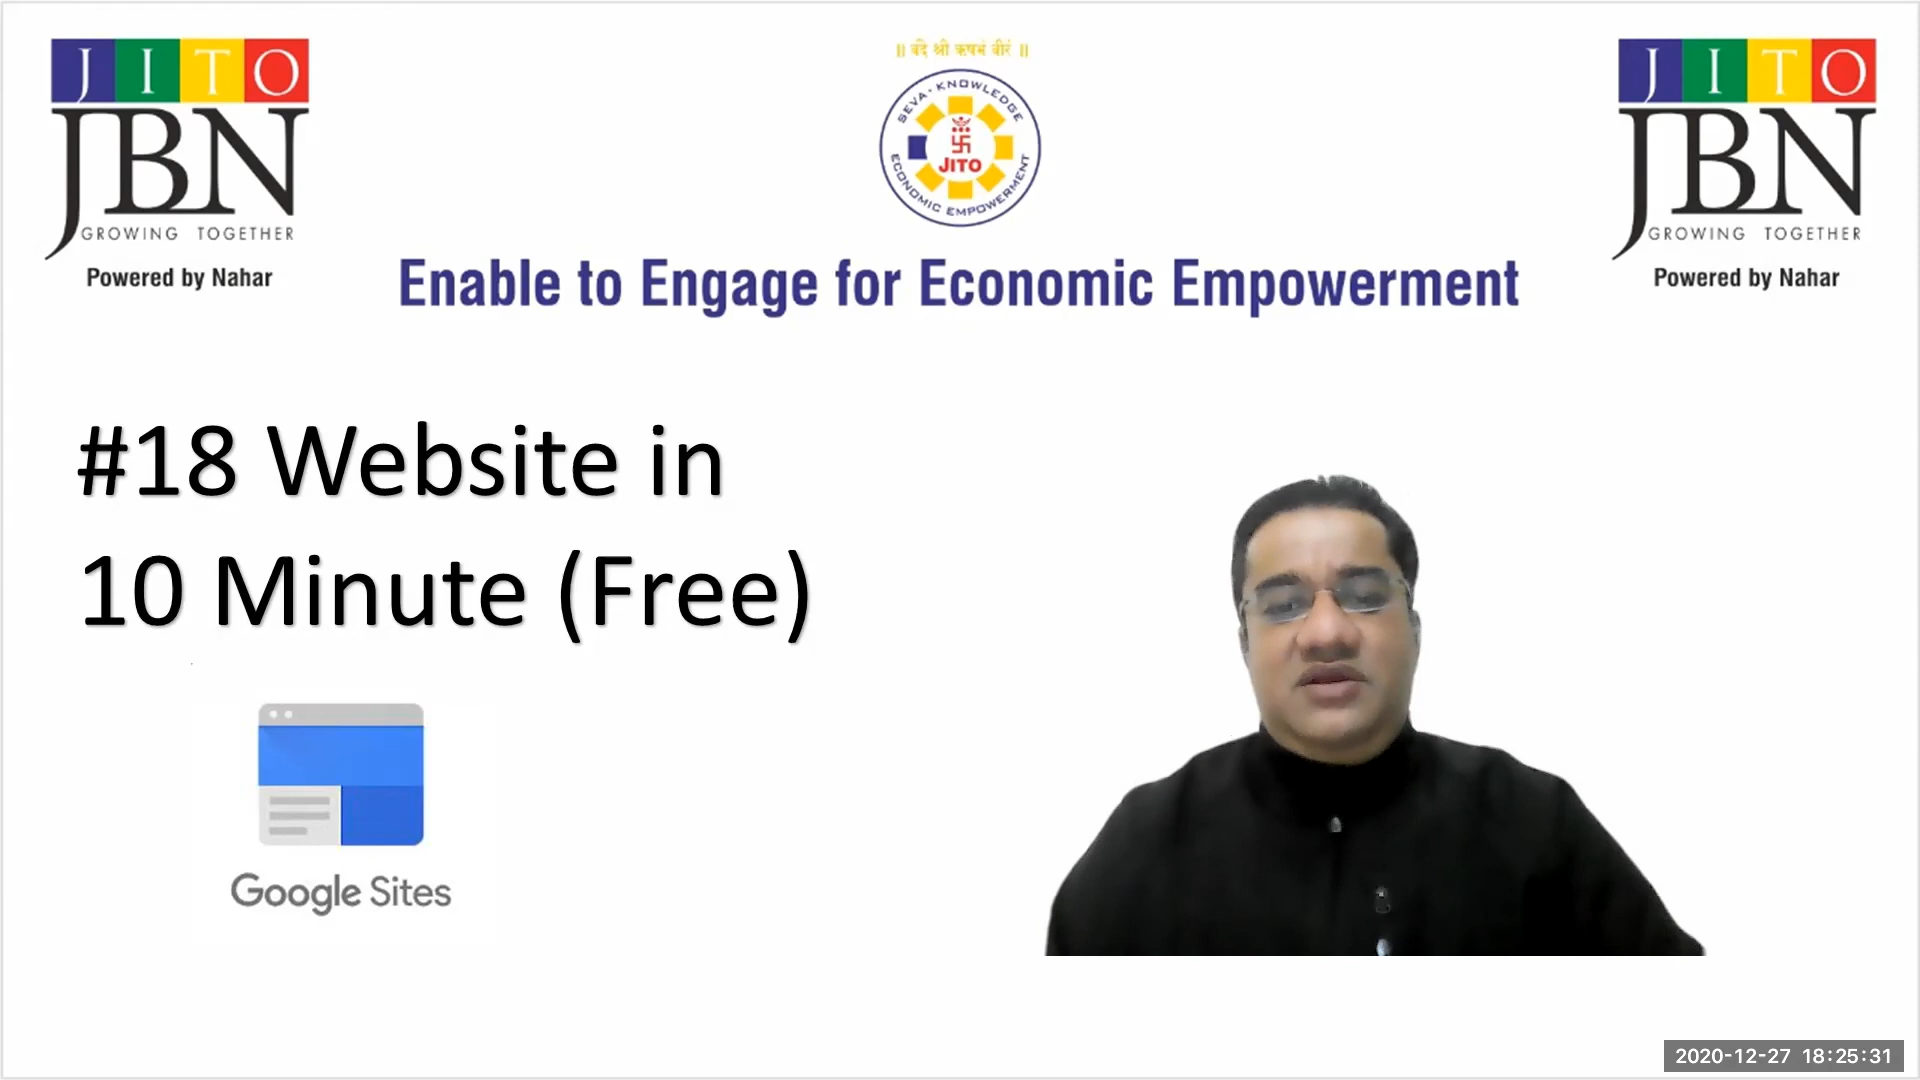 JITO
JBN
GROWING TOGETHER
Powered by Nahar
|| वंदे श्री ऋषभं वीरं ||
SEVA - KNOWLEDGE
ECONOMIC EMPOWERMENT
JITO
JITO
JBN
GROWING TOGETHER
Powered by Nahar
Enable to Engage for Economic Empowerment
#18 Website in
10 Minute (Free)
Google Sites
2020-12-27 18:25:31